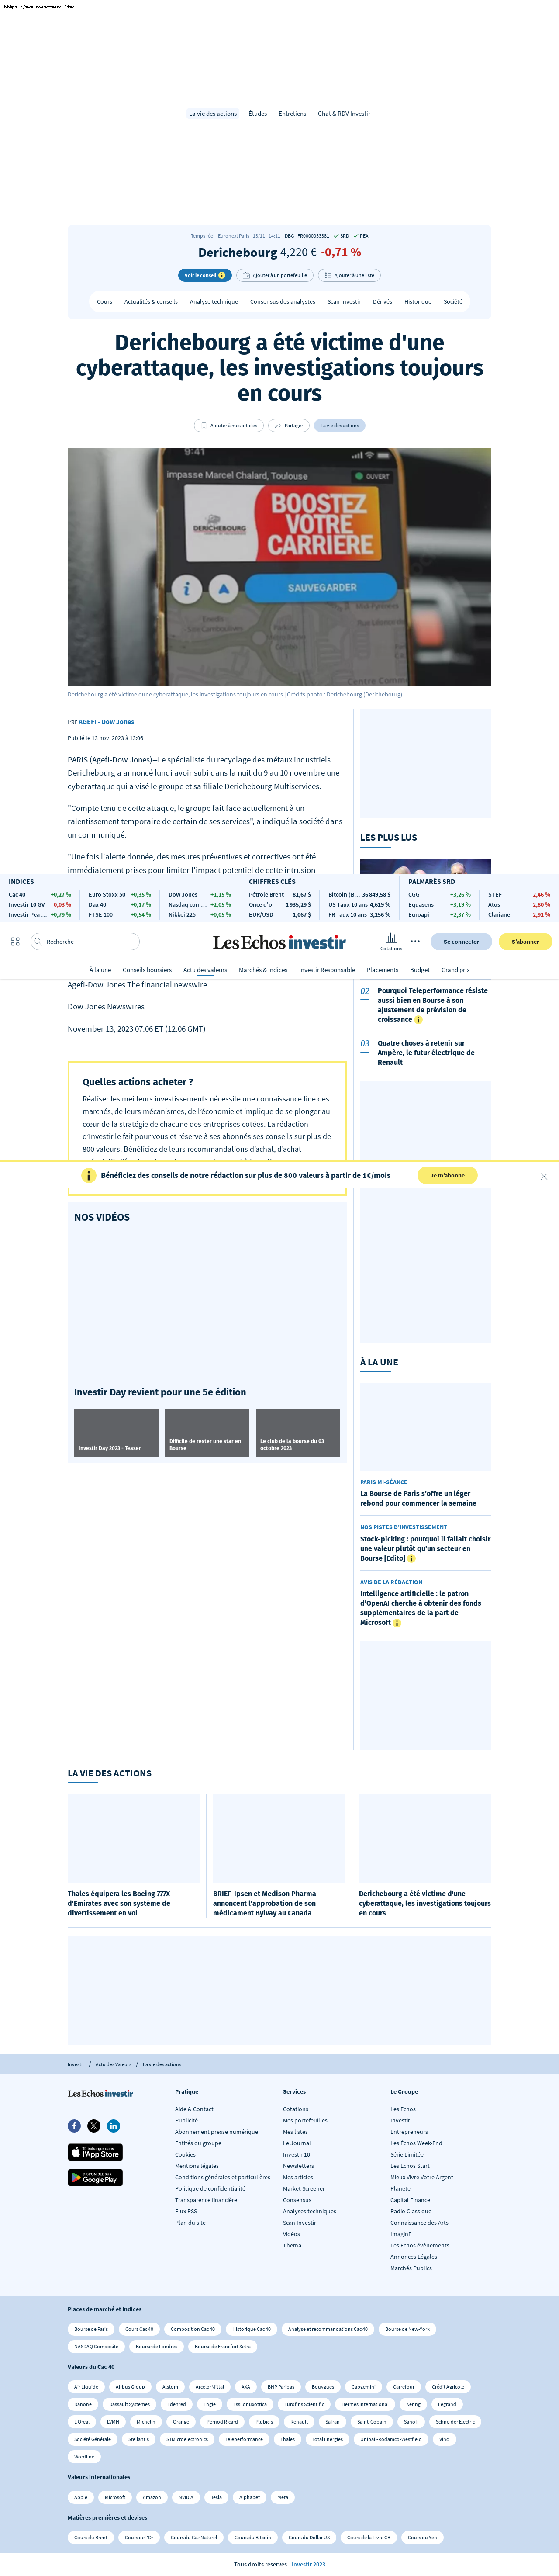 https://www.ransomware.live
La vie des actions
Études
Entretiens
Chat & RDV Investir
Temps réel · Euronext Paris · 13/11 · 14:21 DBG - FR0000053381 SRD PEA
Derichebourg 4,220 € -0,71 %
Voir le conseil
Ajouter à un portefeuille
Ajouter à une liste
Cours
Actualités & conseils
Analyse technique
Consensus des analystes
Scan Investir
Dérivés
Historique
Société
Derichebourg a été victime d'une
cyberattaque, les investigations toujours
en cours
Ajouter à mes articles
Partager
La vie des actions
9:41
impasse Marcel Chalard, Toulouse
OUVERT
DERICHEBOURG
BOOSTEZ
VOTRE
CARRIÈRE
SAUVEGARDER
Derichebourg a été victime dune cyberattaque, les investigations toujours en cours | Crédits photo : Derichebourg (Derichebourg)
Par AGEFI - Dow Jones
Publié le 13 nov. 2023 à 13:06
PARIS (Agefi-Dow Jones)--Le spécialiste du recyclage des métaux industriels
Derichebourg a annoncé lundi avoir subi dans la nuit du 9 au 10 novembre une
cyberattaque qui a visé le groupe et sa filiale Derichebourg Multiservices.
"Compte tenu de cette attaque, le groupe fait face actuellement à un
ralentissement temporaire de certain de ses services", a indiqué la société dans
un communiqué.
"Une fois l'alerte donnée, des mesures préventives et correctives ont été
immédiatement prises pour limiter l'impact potentiel de cette intrusion
LES PLUS LUS
INDICES
Cac 40 +0,27 %
Investir 10 GV -0,03 %
Investir Pea ... +0,79 %
Euro Stoxx 50 +0,35 %
Dax 40 +0,17 %
FTSE 100 +0,54 %
Dow Jones +1,15 %
Nasdaq com... +2,05 %
Nikkei 225 +0,05 %
CHIFFRES CLÉS
Pétrole Brent 81,67 $
Once d'or 1 935,29 $
EUR/USD 1,067 $
Bitcoin (B... 36 849,58 $
US Taux 10 ans 4,619 %
FR Taux 10 ans 3,256 %
PALMARÈS SRD
CGG +3,26 %
Equasens +3,19 %
Europi +2,37 %
STEF -2,46 %
Atos -2,80 %
Clariane -2,91 %
Recherche
Les Echos investir
Cotations
Se connecter
S'abonner
À la une
Conseils boursiers
Actu des valeurs
Marchés & Indices
Investir Responsable
Placements
Budget
Grand prix
Agefi-Dow Jones The financial newswire
Dow Jones Newswires
November 13, 2023 07:06 ET (12:06 GMT)
02
Pourquoi Teleperformance résiste
aussi bien en Bourse à son
ajustement de prévision de
croissance
03
Quatre choses à retenir sur
Ampère, le futur électrique de
Renault
Quelles actions acheter ?
Réaliser les meilleurs investissements nécessite une connaissance fine des
marchés, de leurs mécanismes, de l'économie et implique de se plonger au
cœur de la stratégie de chacune des entreprises cotées. La rédaction
d'Investir le fait pour vous et réserve à ses abonnés ses conseils sur plus de
800 valeurs. Bénéficiez de leurs recommandations d'achat, d'achat
Bénéficiez des conseils de notre rédaction sur plus de 800 valeurs à partir de 1€/mois
Je m'abonne
NOS VIDÉOS
Investir Day revient pour une 5e édition
Investir Day 2023 - Teaser
Difficile de rester une star en
Bourse
Le club de la bourse du 03
octobre 2023
À LA UNE
PARIS MI-SÉANCE
La Bourse de Paris s'offre un léger
rebond pour commencer la semaine
NOS PISTES D'INVESTISSEMENT
Stock-picking : pourquoi il fallait choisir
une valeur plutôt qu'un secteur en
Bourse [Edito]
AVIS DE LA RÉDACTION
Intelligence artificielle : le patron
d'OpenAI cherche à obtenir des fonds
supplémentaires de la part de
Microsoft
LA VIE DES ACTIONS
Thales équipera les Boeing 777X
d'Emirates avec son système de
divertissement en vol
BRIEF-Ipsen et Medison Pharma
annoncent l'approbation de son
médicament Bylvay au Canada
Derichebourg a été victime d'une
cyberattaque, les investigations toujours
en cours
Investir / Actu des Valeurs / La vie des actions
Les Echos investir
Télécharger dans
l'App Store
DISPONIBLE SUR
Google Play
Pratique
Aide & Contact
Publicité
Abonnement presse numérique
Entités du groupe
Cookies
Mentions légales
Conditions générales et particulières
Politique de confidentialité
Transparence financière
Flux RSS
Plan du site
Services
Cotations
Mes portefeuilles
Mes listes
Le Journal
Investir 10
Newsletters
Mes articles
Market Screener
Consensus
Analyses techniques
Scan Investir
Vidéos
Thema
Le Groupe
Les Echos
Investir
Entrepreneurs
Les Échos Week-End
Série Limitée
Les Echos Start
Mieux Vivre Votre Argent
Planete
Capital Finance
Radio Classique
Connaissance des Arts
ImaginE
Les Echos évènements
Annonces Légales
Marchés Publics
Places de marché et Indices
Bourse de Paris
Cours Cac 40
Composition Cac 40
Historique Cac 40
Analyse et recommandations Cac 40
Bourse de New-York
NASDAQ Composite
Bourse de Londres
Bourse de Francfort Xetra
Valeurs du Cac 40
Air Liquide
Airbus Group
Alstom
ArcelorMittal
AXA
BNP Paribas
Bouygues
Capgemini
Carrefour
Crédit Agricole
Danone
Dassault Systemes
Edenred
Engie
Essilorluxottica
Eurofins Scientific
Hermes International
Kering
Legrand
L'Oreal
LVMH
Michelin
Orange
Pernod Ricard
Publicis
Renault
Safran
Saint-Gobain
Sanofi
Schneider Electric
Société Générale
Stellantis
STMicroelectronics
Teleperformance
Thales
Total Energies
Unibail-Rodamco-Westfield
Vinci
Worldline
Valeurs internationales
Apple
Microsoft
Amazon
NVIDIA
Tesla
Alphabet
Meta
Matières premières et devises
Cours du Brent
Cours de l'Or
Cours du Gaz Naturel
Cours du Bitcoin
Cours du Dollar US
Cours de la Livre GB
Cours du Yen
Tous droits réservés - Investir 2023